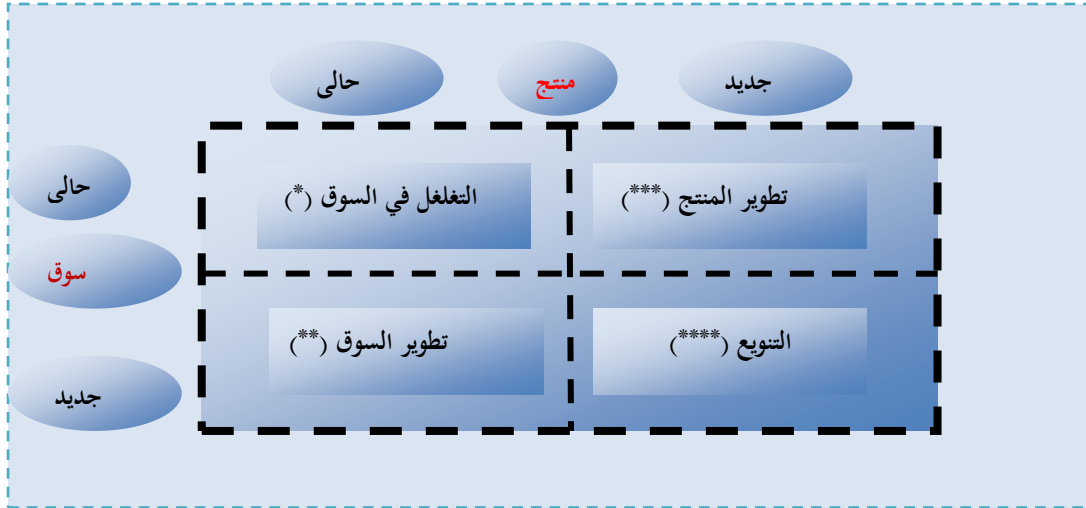 حالى
منتج
جديد
حالى
التغلغل في السوق (*)
تطوير المنتج (***)
سوق
تطوير السوق (**)
التنويع (****)
جديد